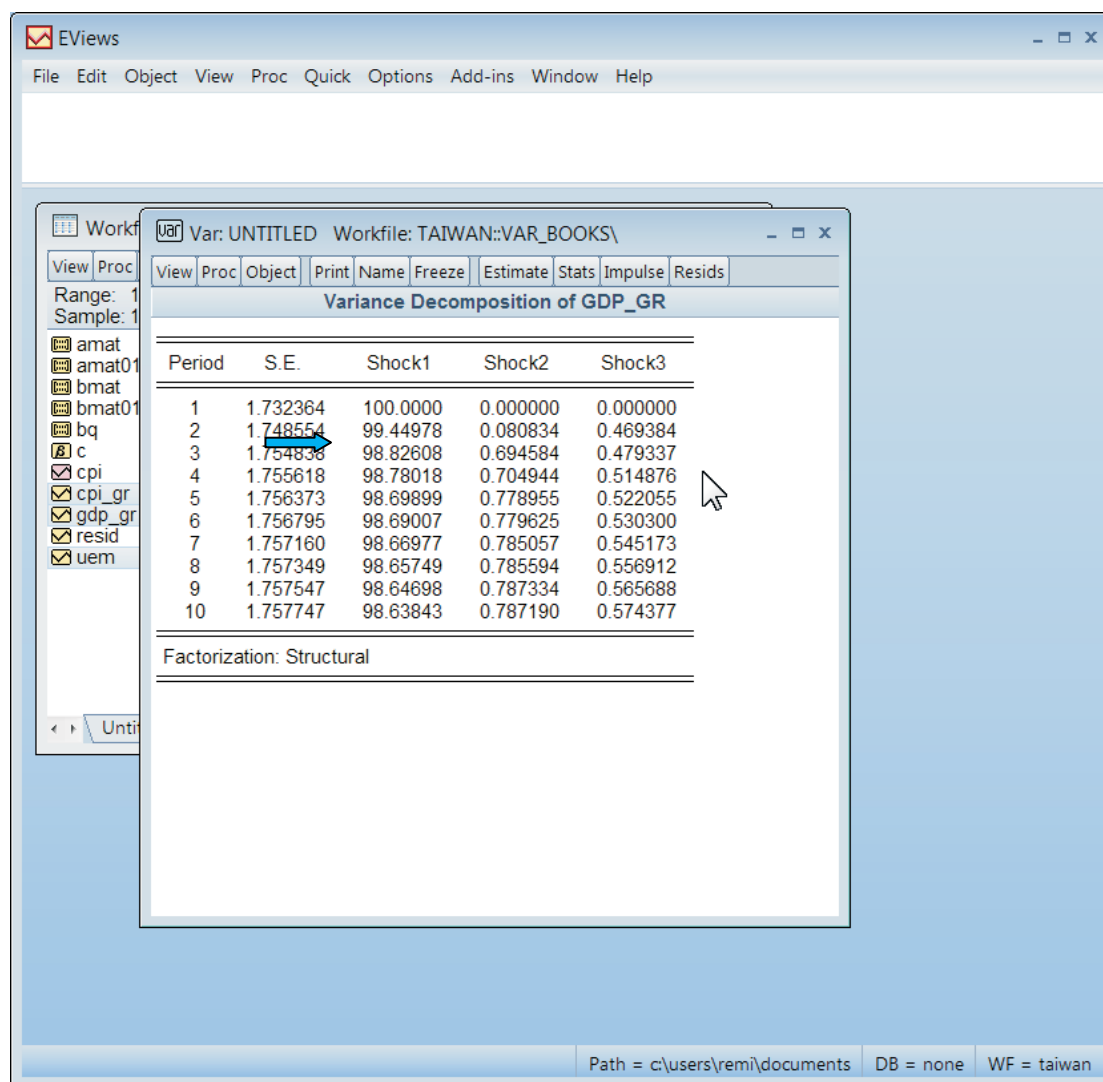 EViews
File Edit Object View Proc Quick Options Add-ins Window Help
Workf
View Proc
Range: 1
Sample: 1
amat
amat01
bmat
bmat01
bq
c
cpi
cpi_gr
gdp_gr
resid
uem
Var: UNTITLED Workfile: TAIWAN::VAR_BOOKS\
View Proc Object Print Name Freeze Estimate Stats Impulse Resids
Variance Decomposition of GDP_GR
Period S.E. Shock1 Shock2 Shock3
1 1.732364 100.0000 0.000000 0.000000
2 1.748554 99.44978 0.080834 0.469384
3 1.754838 98.82608 0.694584 0.479337
4 1.755618 98.78018 0.704944 0.514876
5 1.756373 98.69899 0.778955 0.522055
6 1.756795 98.69007 0.779625 0.530300
7 1.757160 98.66977 0.785057 0.545173
8 1.757349 98.65749 0.785594 0.556912
9 1.757547 98.64698 0.787334 0.565688
10 1.757747 98.63843 0.787190 0.574377
Factorization: Structural
Path = c:\users\remi\documents DB = none WF = taiwan